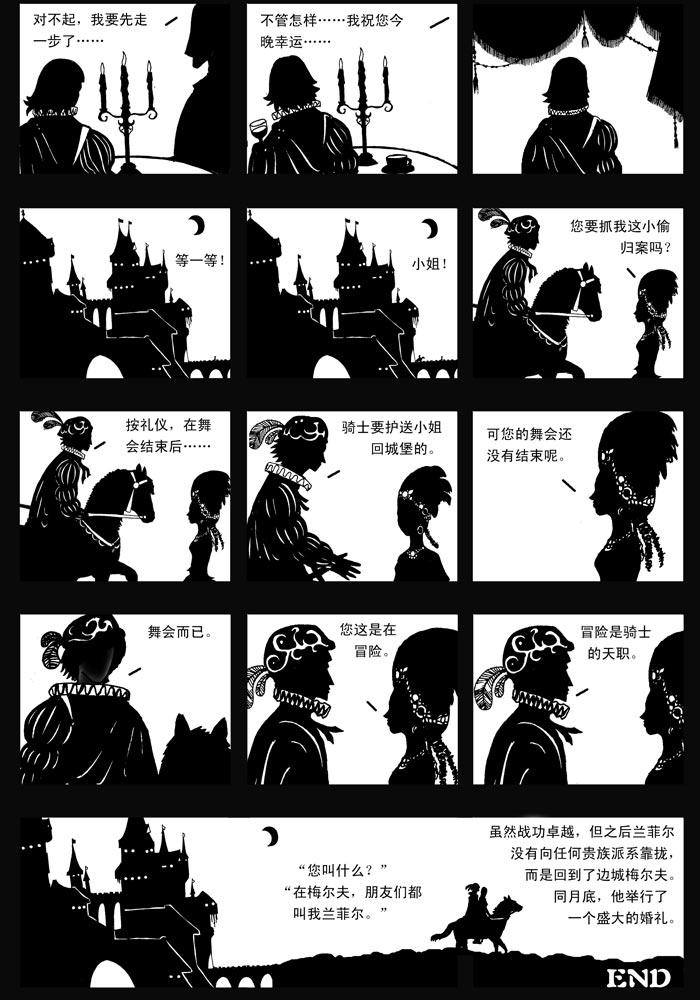 对不起，我要先走
一步了……
不管怎样……我祝您今
晚幸运……
等一等！
小姐！
您要抓我这小偷
归案吗？
按礼仪，在舞
会结束后……
骑士要护送小姐
回城堡的。
可您的舞会还
没有结束呢。
舞会而已。
您这是在
冒险。
冒险是骑士
的天职。
“您叫什么？”
“在梅尔夫，朋友们都
叫我兰菲尔。”
虽然战功卓越，但之后兰菲尔
没有向任何贵族派系靠拢，
而是回到了边城梅尔夫。
同月底，他举行了
一个盛大的婚礼。
END